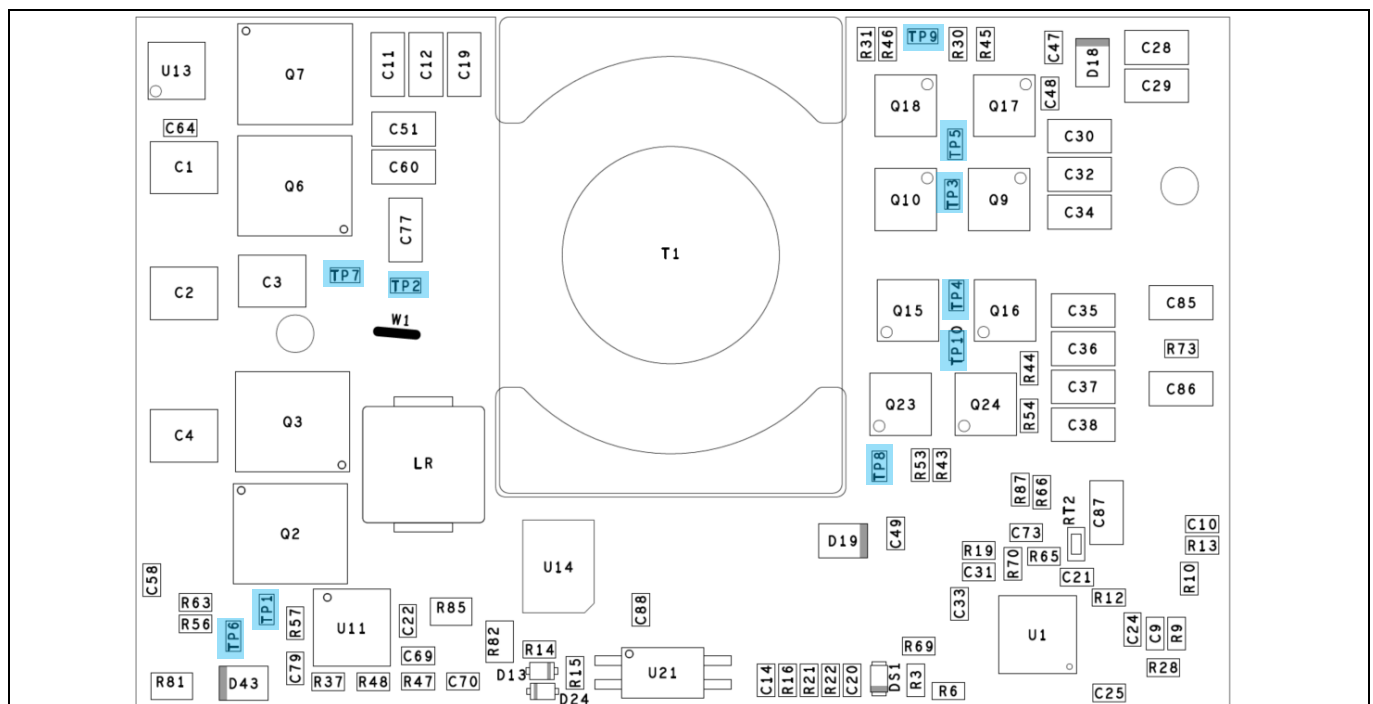 U13
Q7
C11
C12
C19
R31
R46
TP9
R30
R45
C47
D18
C28
C29
C48
Q18
Q17
C64
C51
TP5
C30
C1
Q6
C60
C32
Q10
TP3
Q9
C34
C77
T1
C2
C3
TP7
TP2
W1
Q15
TP4
Q16
C35
C85
TP10
C36
R73
R44
C37
C86
Q3
Q23
Q24
R54
C38
C4
LR
TP8
R53
R43
R87
R66
RT2
C87
Q2
U14
D19
C49
C73
C10
R13
R19
R70
R65
C31
C21
R10
C58
R63
R56
TP6
TP1
R57
U11
C22
R85
C88
C33
R12
U1
C24
C9
R9
R82
R14
C69
R69
R28
C79
R81
D43
R37
R48
R47
C70
D13
D24
R15
U21
C14
R16
R21
R22
C20
DS1
R3
R6
C25